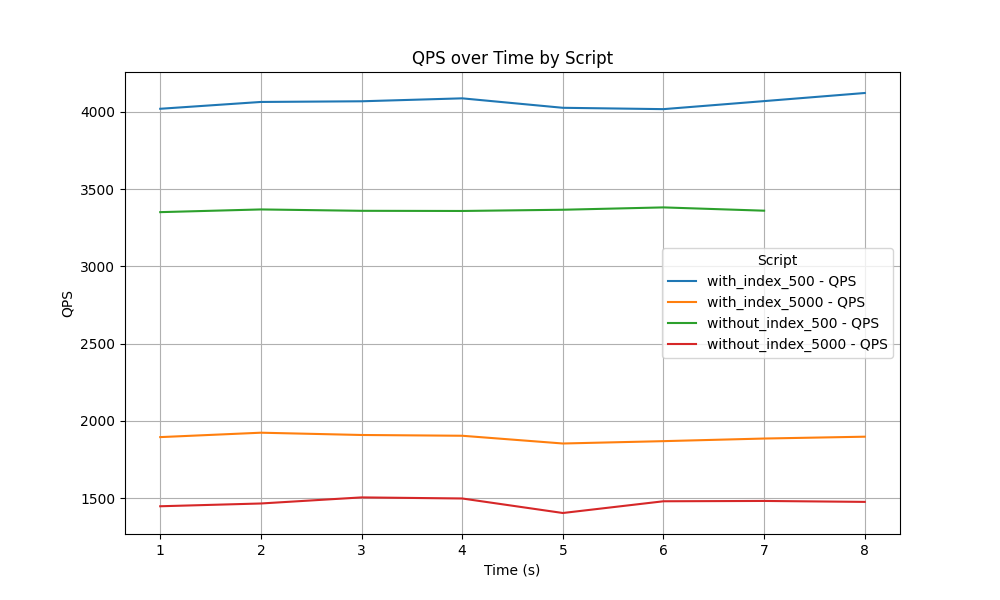 QPS over Time by Script
QPS
4000
3500
3000
2500
2000
1500
Script
with_index_500 - QPS
with_index_5000 - QPS
without_index_500 - QPS
without_index_5000 - QPS
1 2 3 4 5 6 7 8
Time (s)